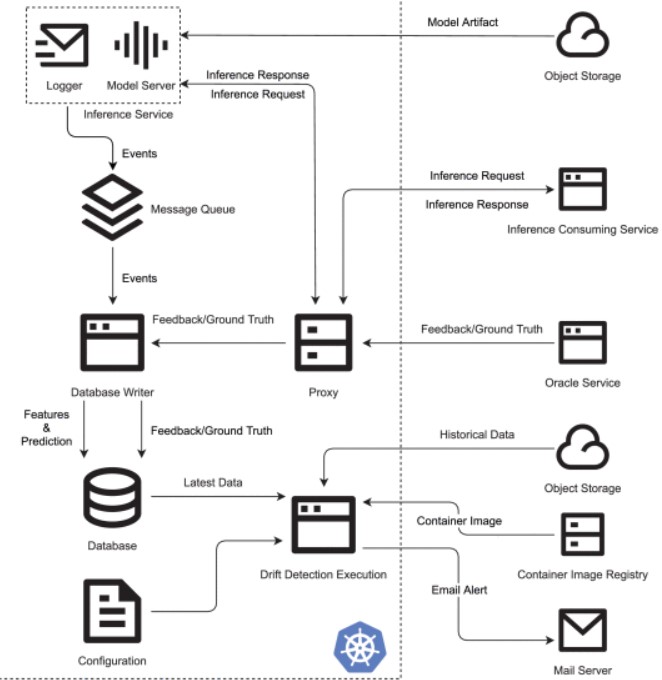 Model Artifact
Logger
Model Server
Object Storage
Inference Response
Inference Request
Inference Service
Events
Message Queue
Inference Request
Inference Response
Inference Consuming Service
Events
Feedback/Ground Truth
Feedback/Ground Truth
Database Writer
Proxy
Oracle Service
Features
&
Prediction
Feedback/Ground Truth
Historical Data
Latest Data
Object Storage
Container Image
Database
Drift Detection Execution
Container Image Registry
Email Alert
Configuration
Mail Server